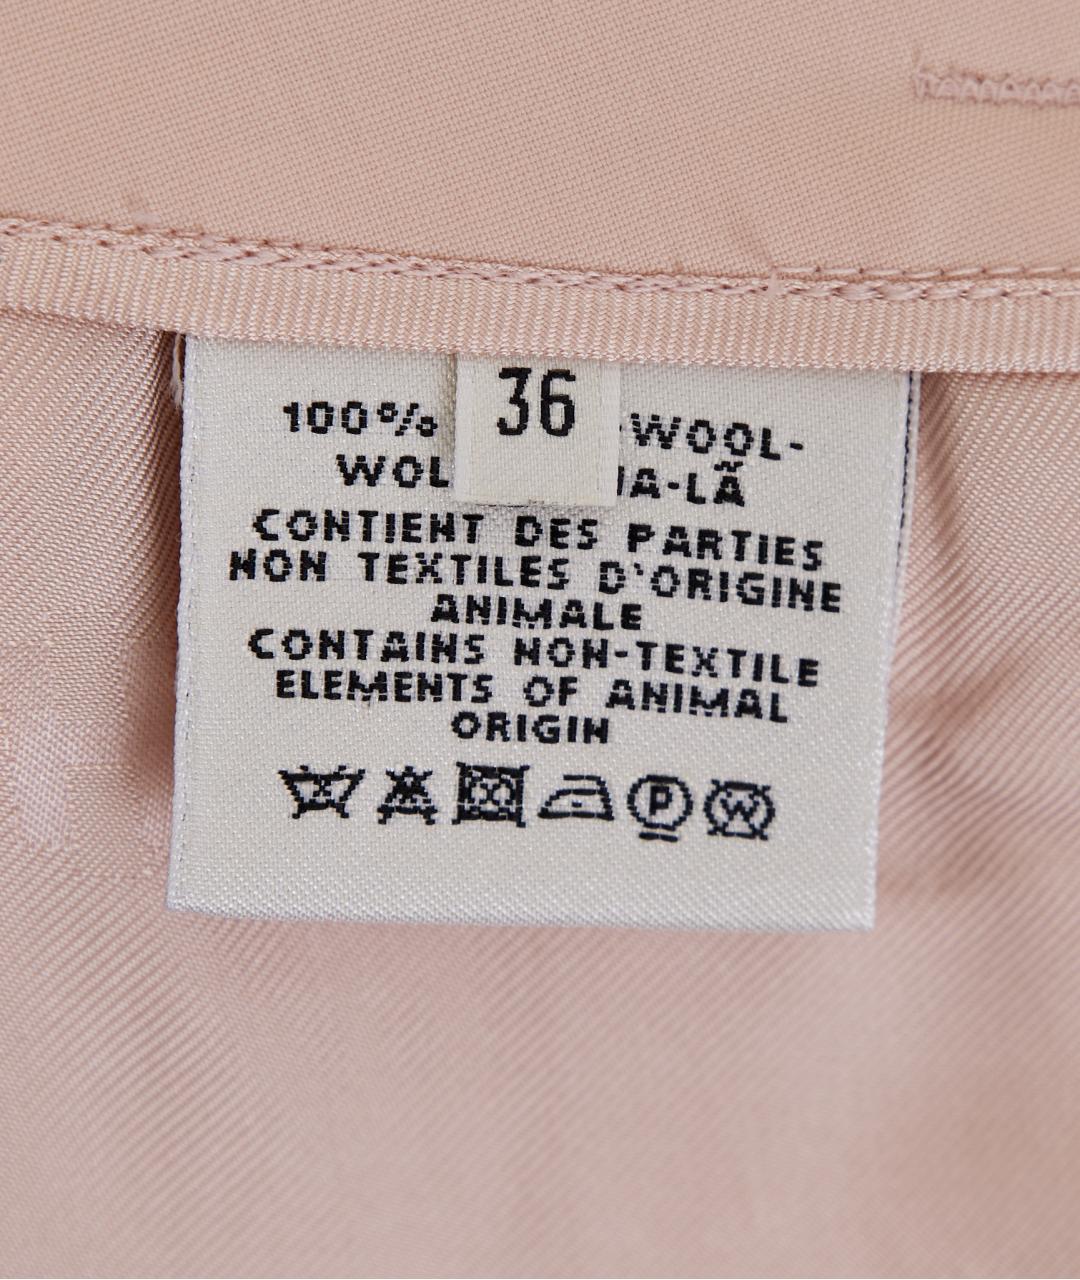 36
100% -WOOL-
WOL A-LÃ
CONTIENT DES PARTIES
NON TEXTILES D'ORIGINE
ANIMALE
CONTAINS NON-TEXTILE
ELEMENTS OF ANIMAL
ORIGIN
P W